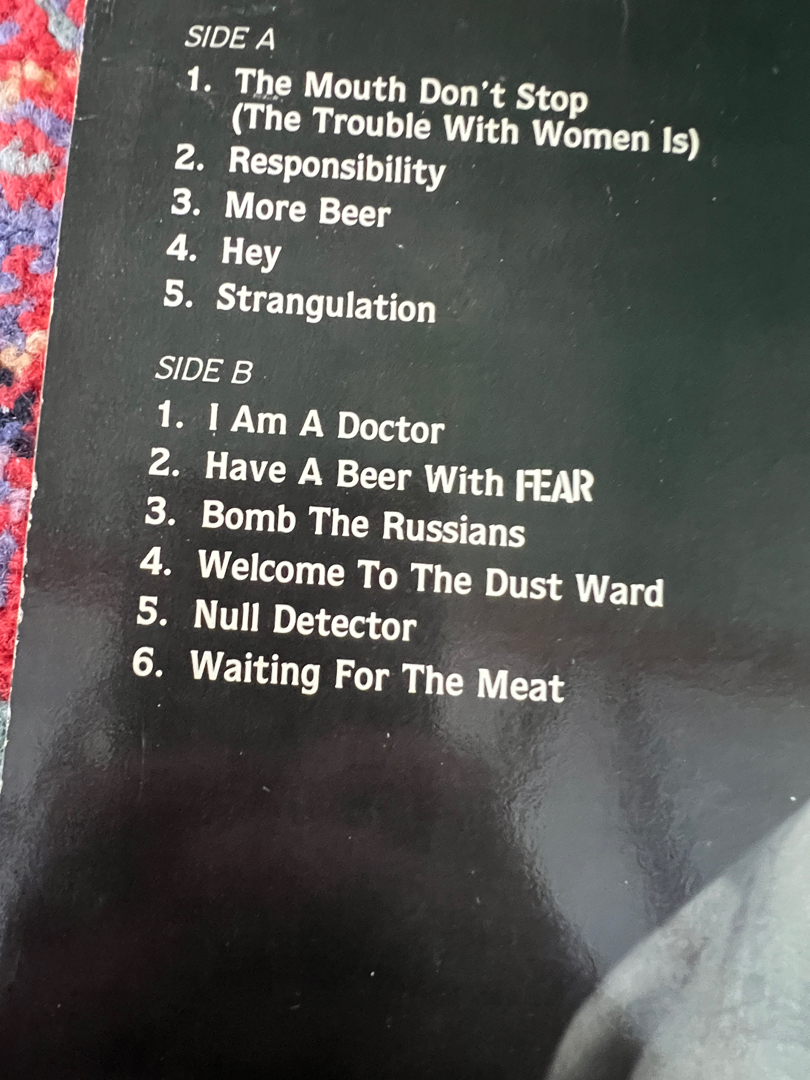 SIDE A
1. The Mouth Don't Stop
(The Trouble With Women Is)
2. Responsibility
3. More Beer
4. Hey
5. Strangulation
SIDE B
1. I Am A Doctor
2. Have A Beer With FEAR
3. Bomb The Russians
4. Welcome To The Dust Ward
5. Null Detector
6. Waiting For The Meat